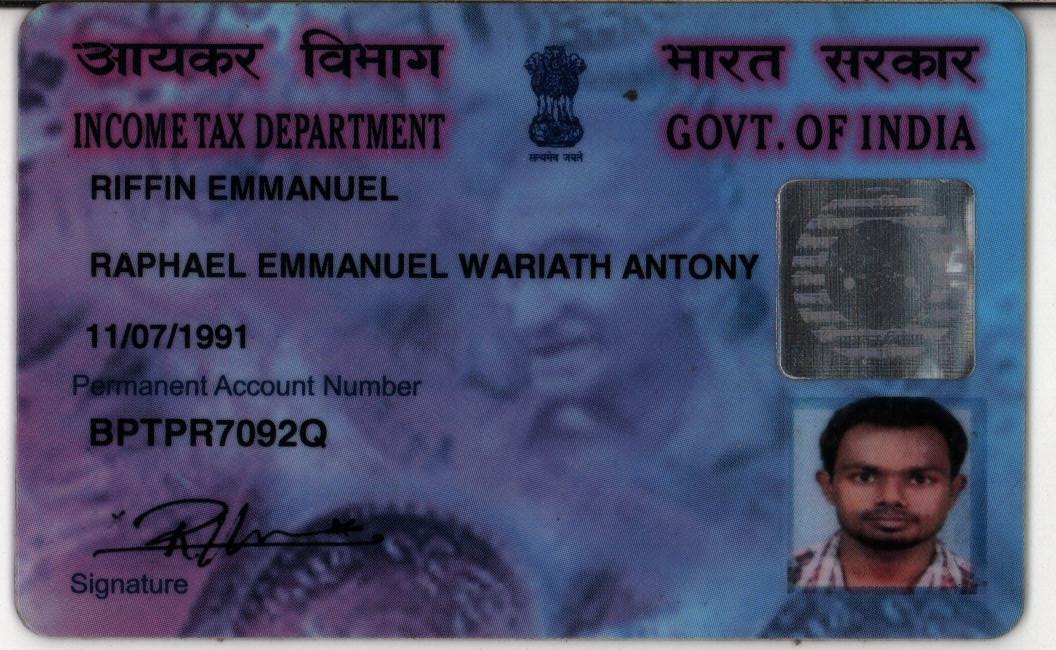 आयकर विभाग
भारत सरकार
INCOME TAX DEPARTMENT
GOVT. OF INDIA
सत्यमेव जयते
RIFFIN EMMANUEL
RAPHAEL EMMANUEL WARIATH ANTONY
11/07/1991
Permanent Account Number
BPTPR7092Q
Signature